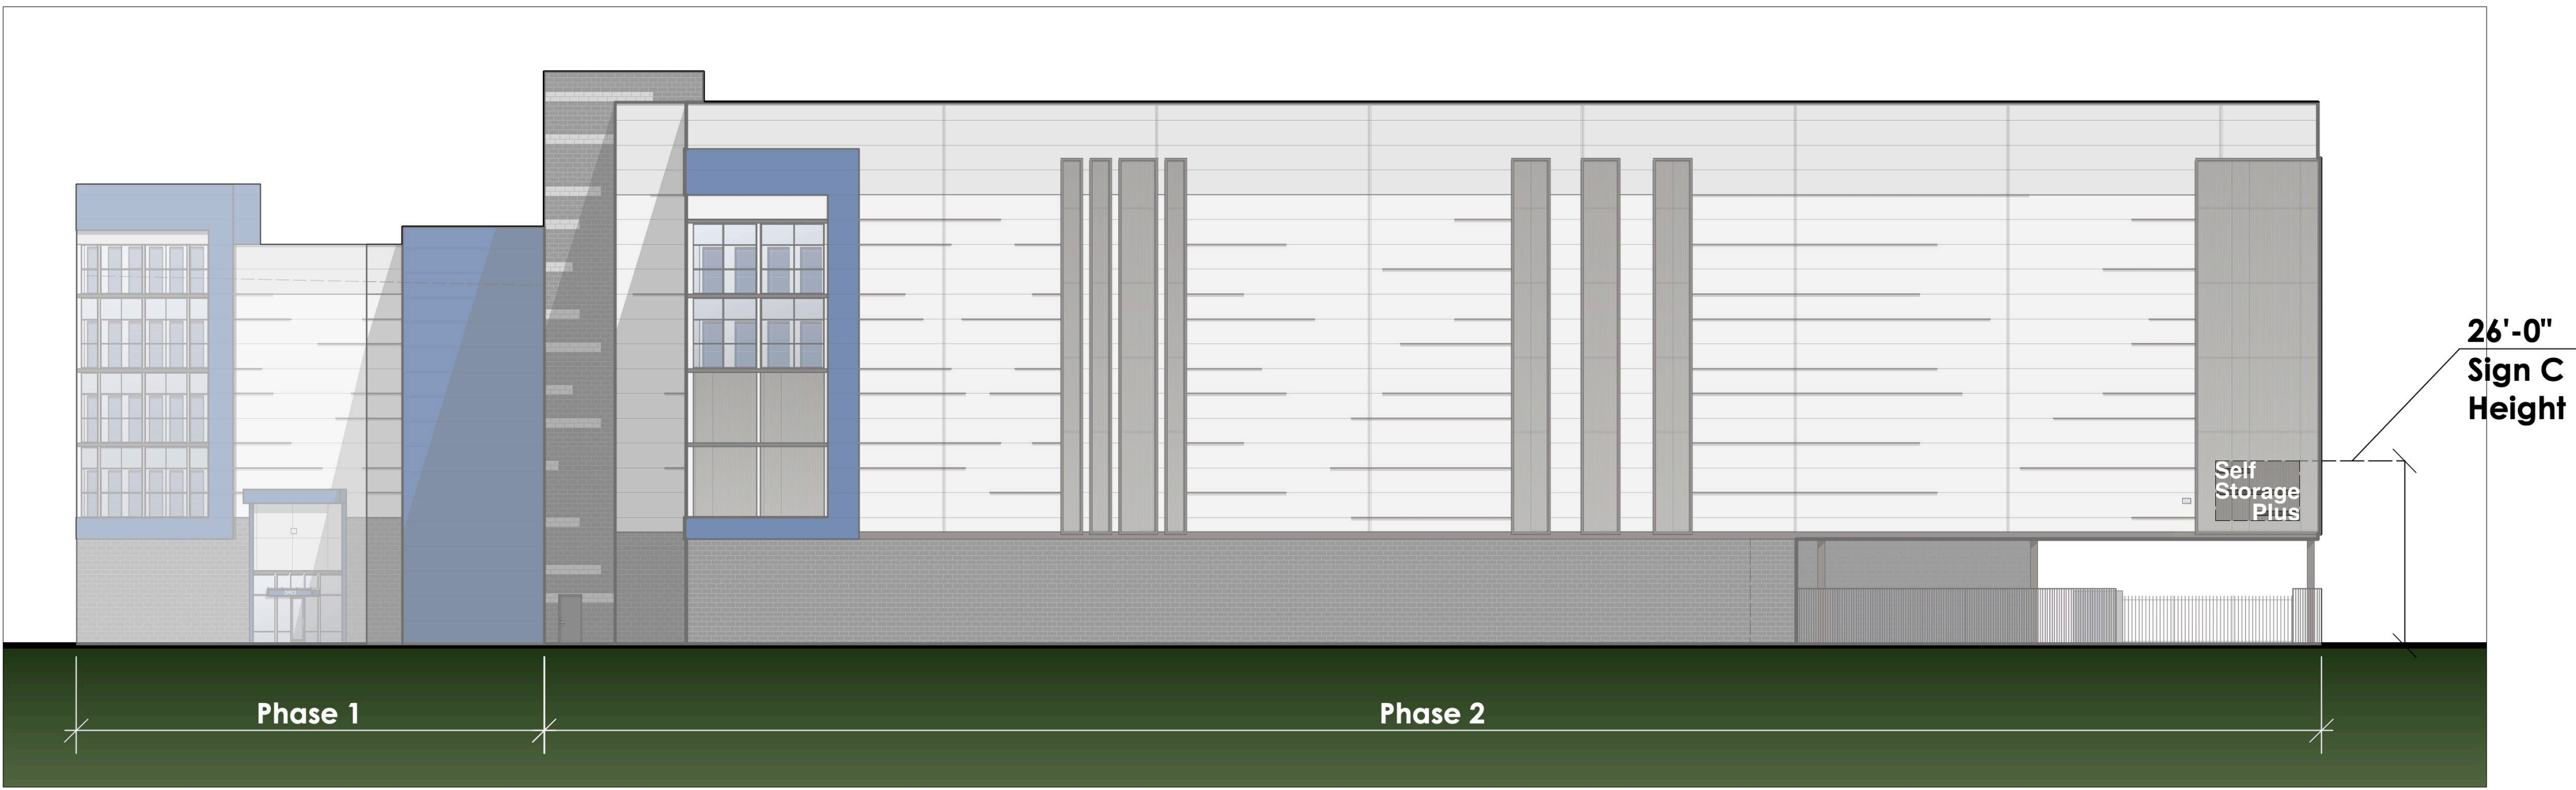 26'-0"
Sign C
Height
Self
Storage
Plus
Phase 1
Phase 2